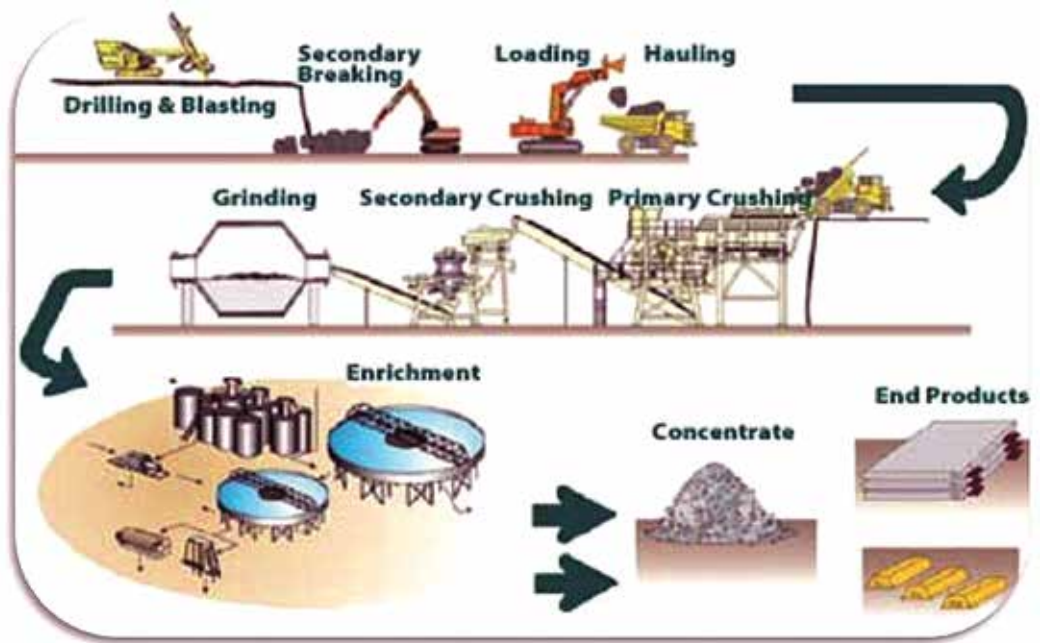 Secondary
Breaking
Loading
Hauling
Drilling & Blasting
Grinding
Secondary Crushing
Primary Crushing
Enrichment
End Products
Concentrate